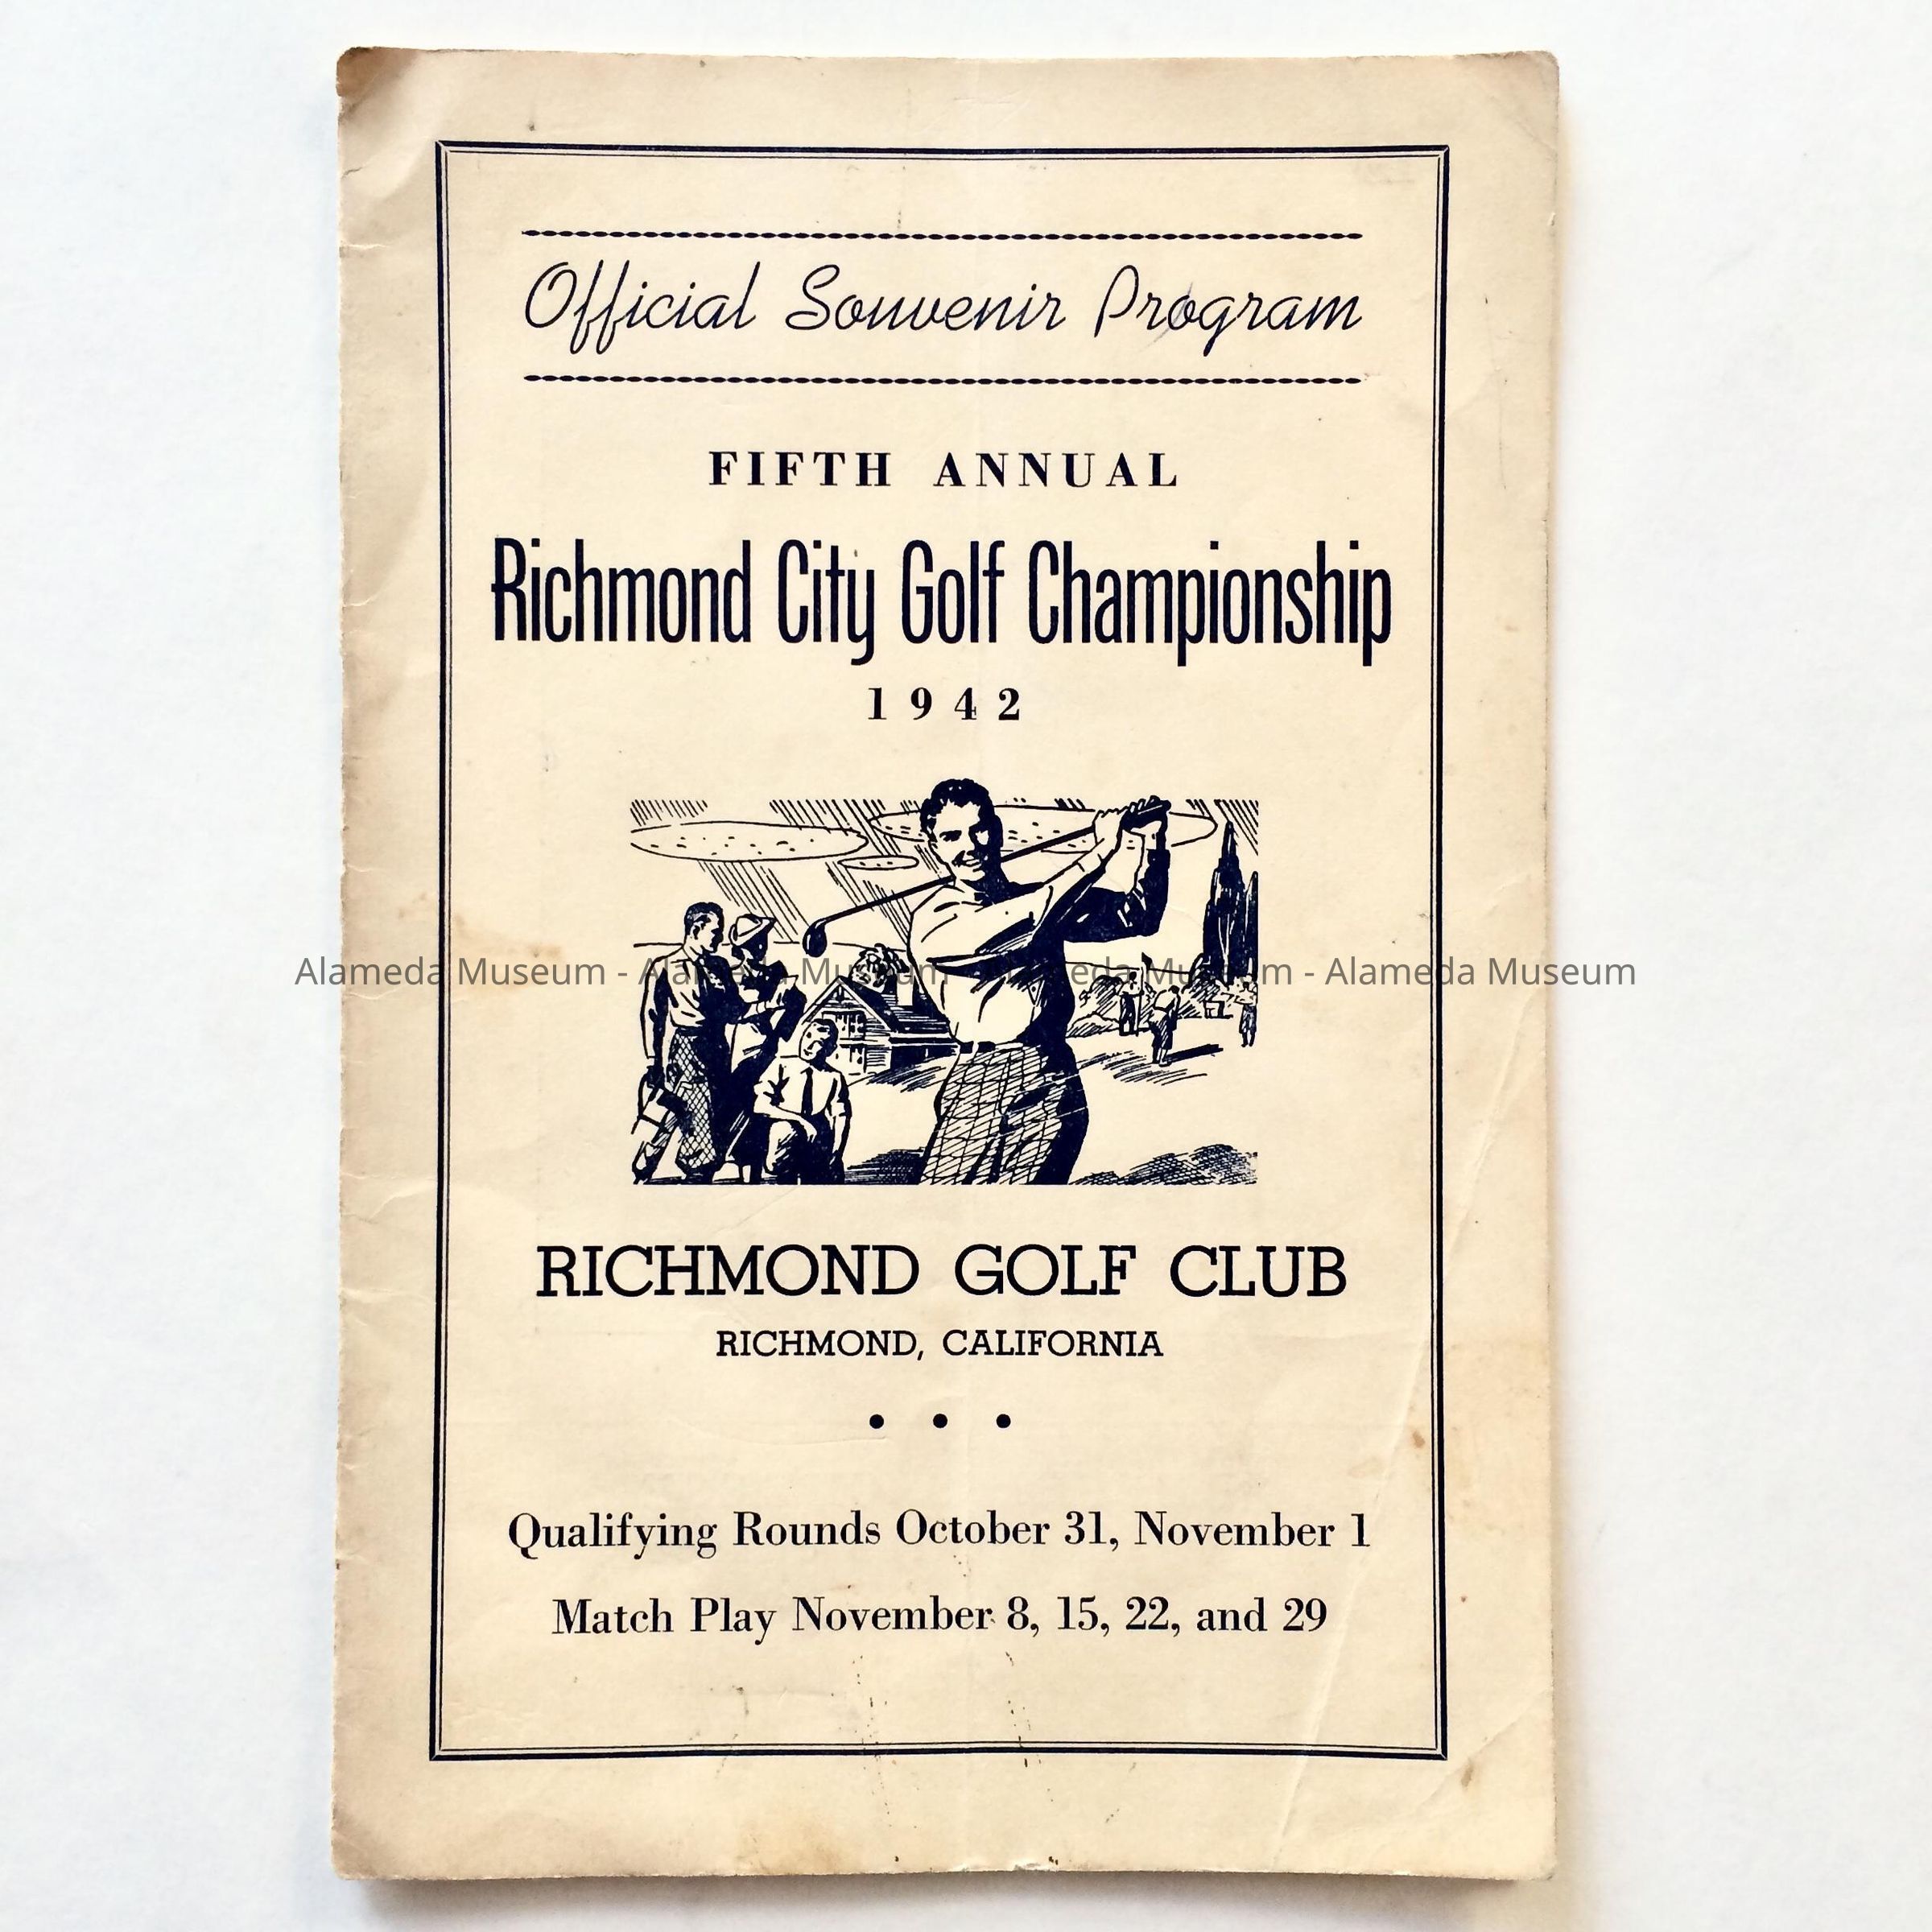 Official Souvenir Program
FIFTH ANNUAL
Richmond City Golf Championship
1942
Alameda Museum - Alameda Museum - Alameda Museum - Alameda Museum
RICHMOND GOLF CLUB
RICHMOND, CALIFORNIA
• • •
Qualifying Rounds October 31, November 1
Match Play November 8, 15, 22, and 29